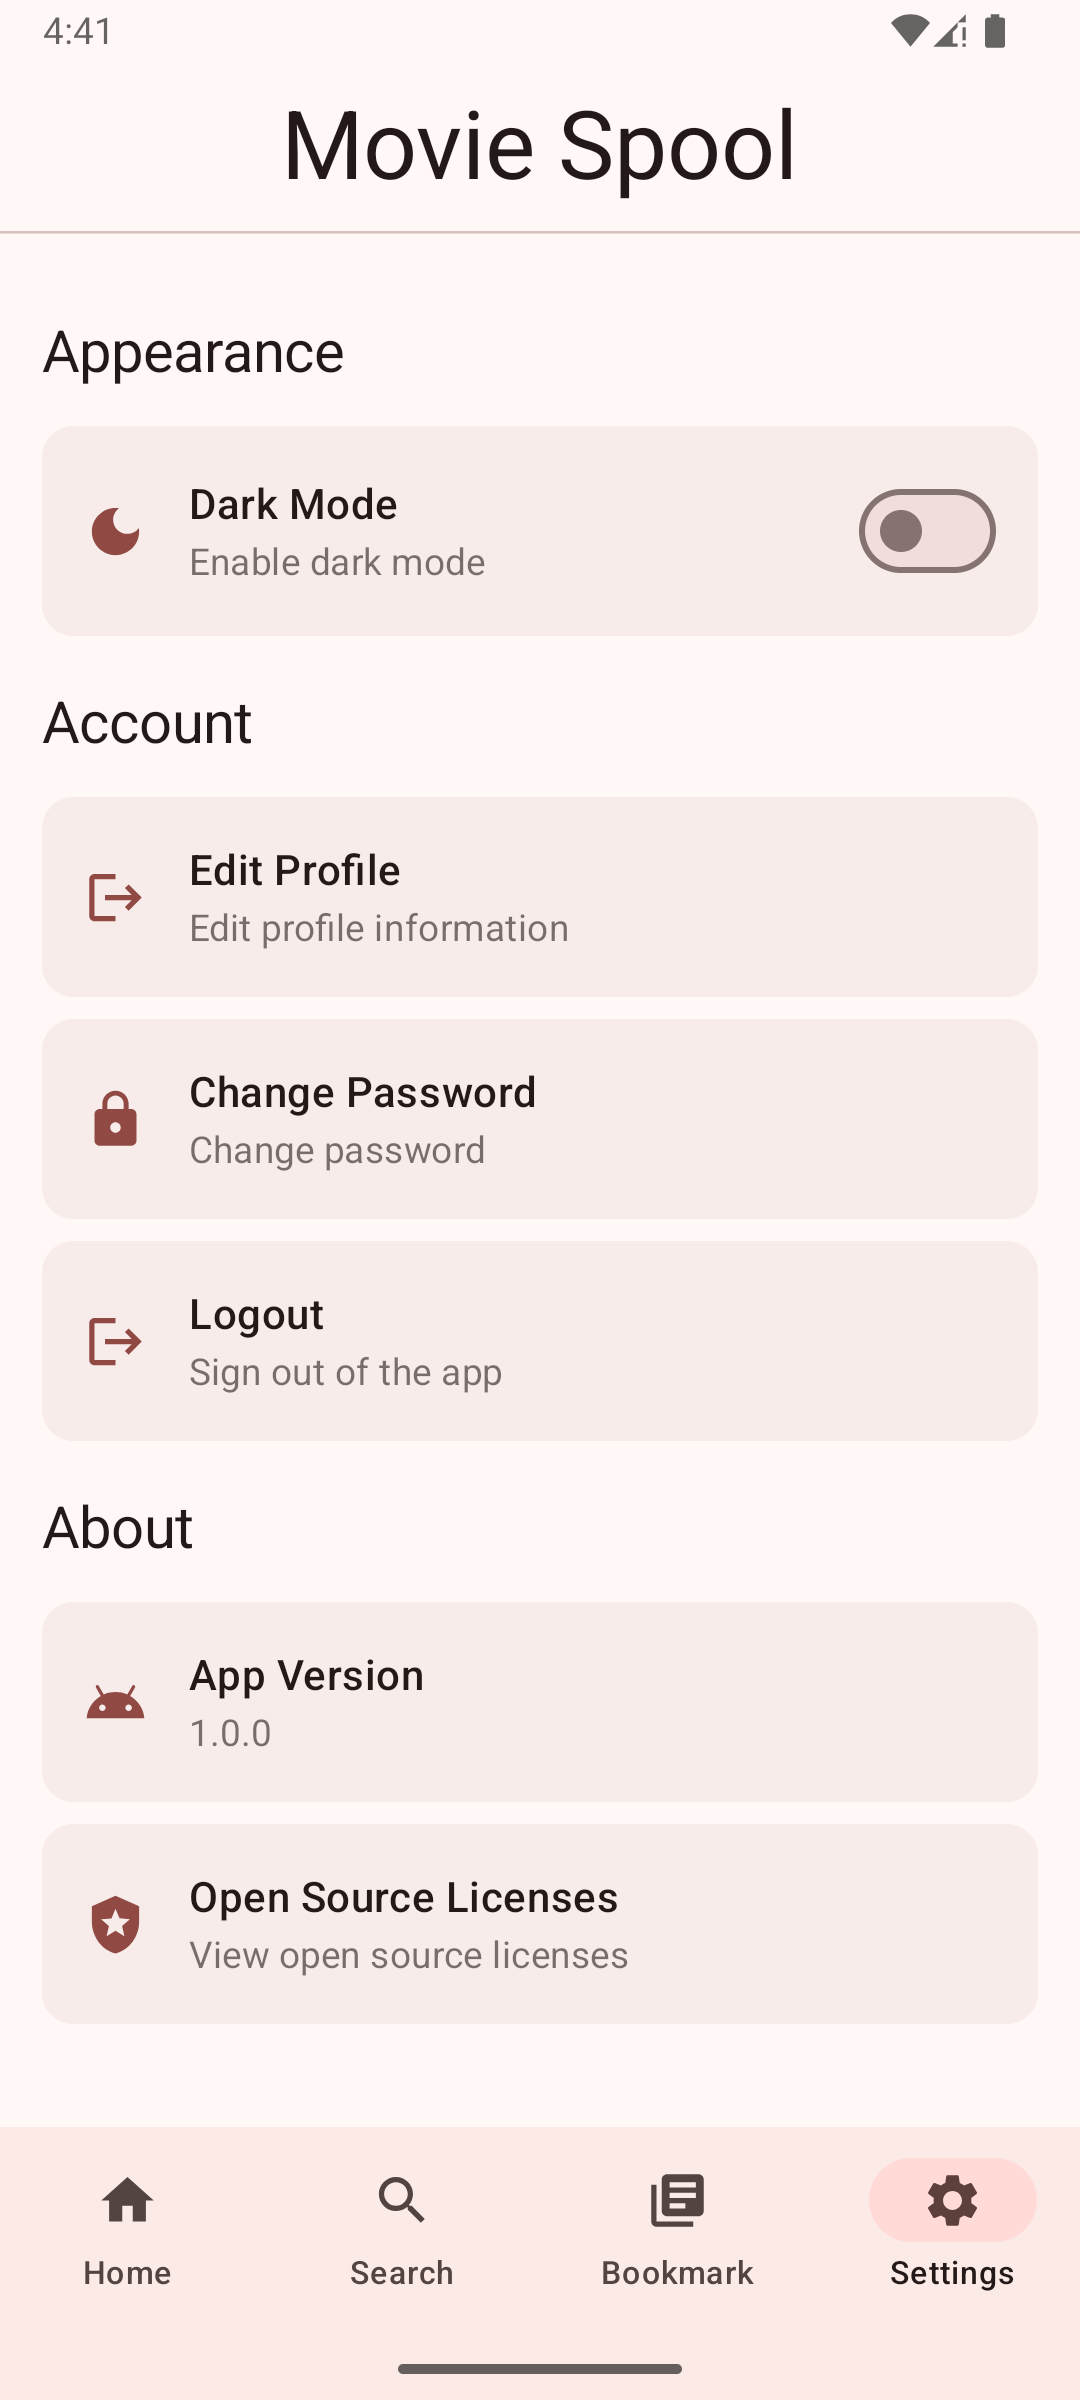 4:41
Movie Spool
Appearance
Dark Mode
Enable dark mode
Account
Edit Profile
Edit profile information
Change Password
Change password
Logout
Sign out of the app
About
App Version
1.0.0
Open Source Licenses
View open source licenses
Home
Search
Bookmark
Settings